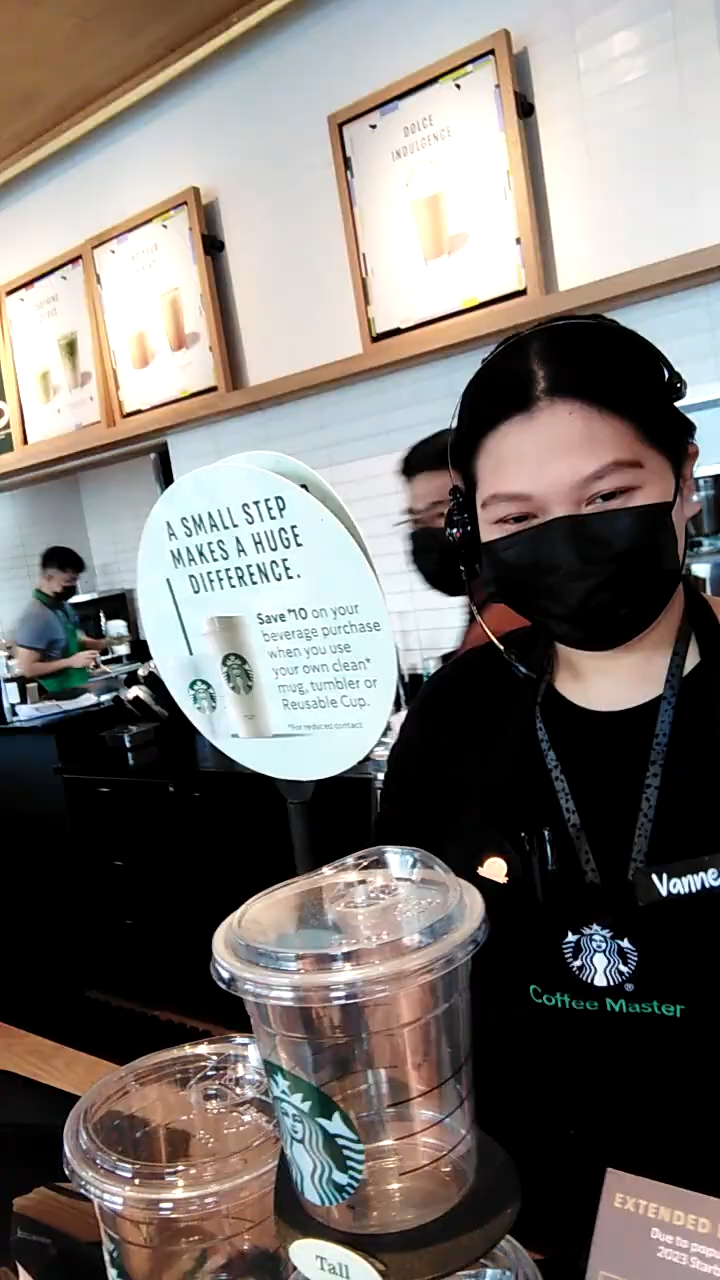 DOLCE
INDULGENCE
A SMALL STEP
MAKES A HUGE
DIFFERENCE.
Save ₱10 on your
beverage purchase
when you use
your own clean*
mug, tumbler or
Reusable Cup.
*For reduced contact
Vanne
®
Coffee Master
Tall
EXTENDED
Due to popu
2023 Starb